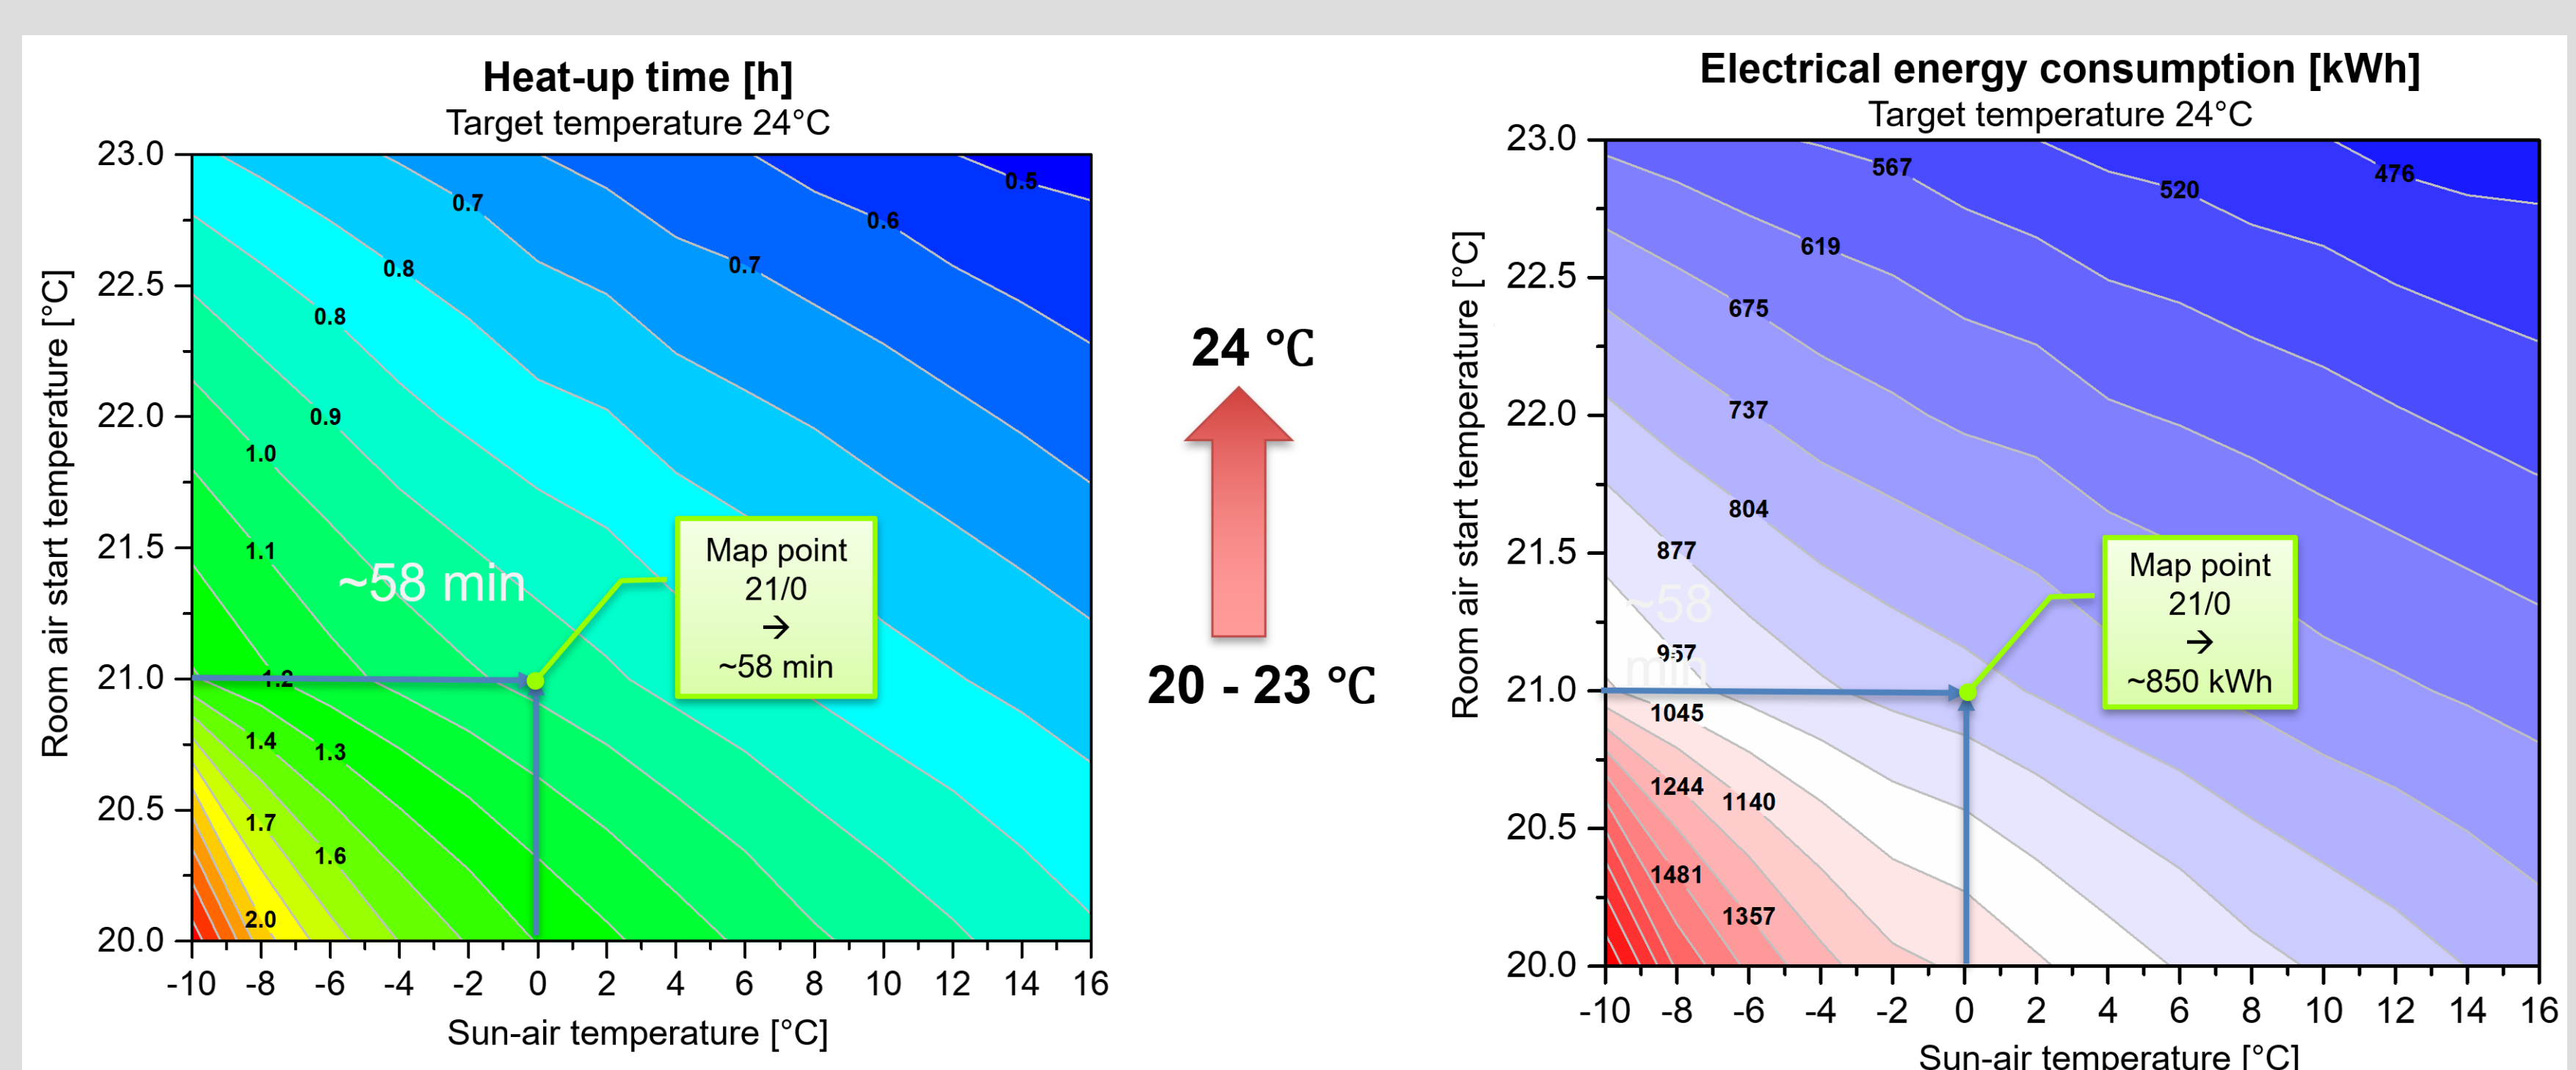 Heat-up time [h]
Target temperature 24°C
Room air start temperature [°C]
23.0
22.5
22.0
21.5
21.0
20.5
20.0
0.5
0.6
0.7
0.7
0.8
0.8
0.9
1.0
1.1
1.2
1.3
1.4
1.6
1.7
2.0
~58 min
Map point
21/0
→
~58 min
-10 -8 -6 -4 -2 0 2 4 6 8 10 12 14 16
Sun-air temperature [°C]
24 °C
20 - 23 °C
Electrical energy consumption [kWh]
Target temperature 24°C
Room air start temperature [°C]
23.0
22.5
22.0
21.5
21.0
20.5
20.0
476
520
567
619
675
737
804
877
957
1045
1140
1244
1357
1481
~58
min
Map point
21/0
→
~850 kWh
-10 -8 -6 -4 -2 0 2 4 6 8 10 12 14 16
Sun-air temperature [°C]